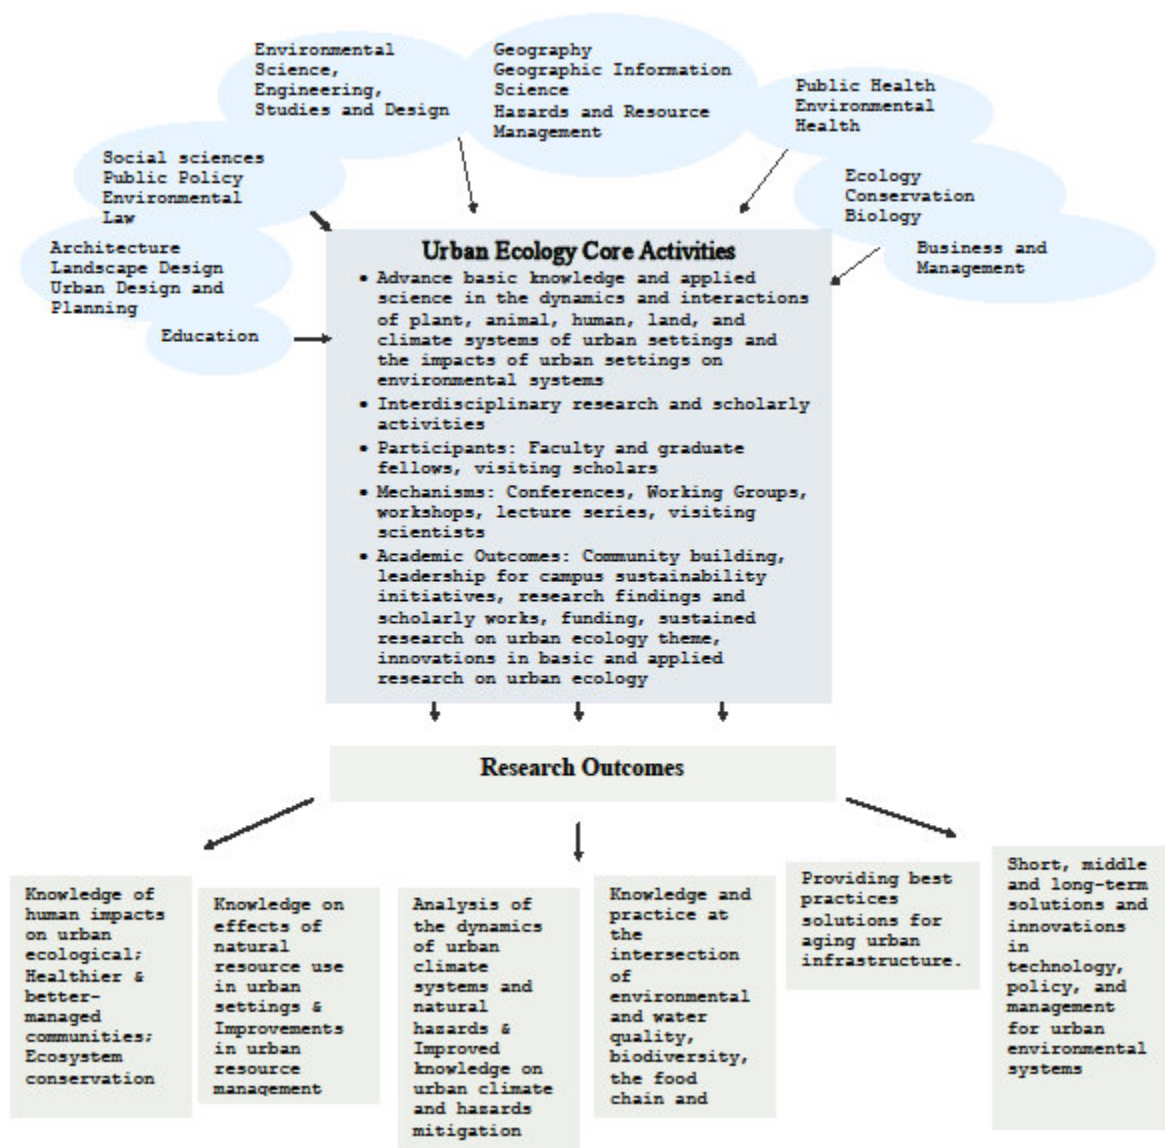 Environmental
Science,
Engineering,
Studies and Design
Geography
Geographic Information
Science
Hazards and Resource
Management
Public Health
Environmental
Health
Social sciences
Public Policy
Environmental
Law
Ecology
Conservation
Biology
Architecture
Landscape Design
Urban Design and
Planning
Business and
Management
Education
Urban Ecology Core Activities
• Advance basic knowledge and applied
science in the dynamics and interactions
of plant, animal, human, land, and
climate systems of urban settings and
the impacts of urban settings on
environmental systems
• Interdisciplinary research and scholarly
activities
• Participants: Faculty and graduate
fellows, visiting scholars
• Mechanisms: Conferences, Working Groups,
workshops, lecture series, visiting
scientists
• Academic Outcomes: Community building,
leadership for campus sustainability
initiatives, research findings and
scholarly works, funding, sustained
research on urban ecology theme,
innovations in basic and applied
research on urban ecology
Research Outcomes
Knowledge of
human impacts
on urban
ecological;
Healthier &
better-
managed
communities;
Ecosystem
conservation
Knowledge on
effects of
natural
resource use
in urban
settings &
Improvements
in urban
resource
management
Analysis of
the dynamics
of urban
climate
systems and
natural
hazards &
Improved
knowledge on
urban climate
and hazards
mitigation
Knowledge and
practice at
the
intersection
of
environmental
and water
quality,
biodiversity,
the food
chain and
Providing best
practices
solutions for
aging urban
infrastructure.
Short, middle
and long-term
solutions and
innovations
in
technology,
policy, and
management
for urban
environmental
systems